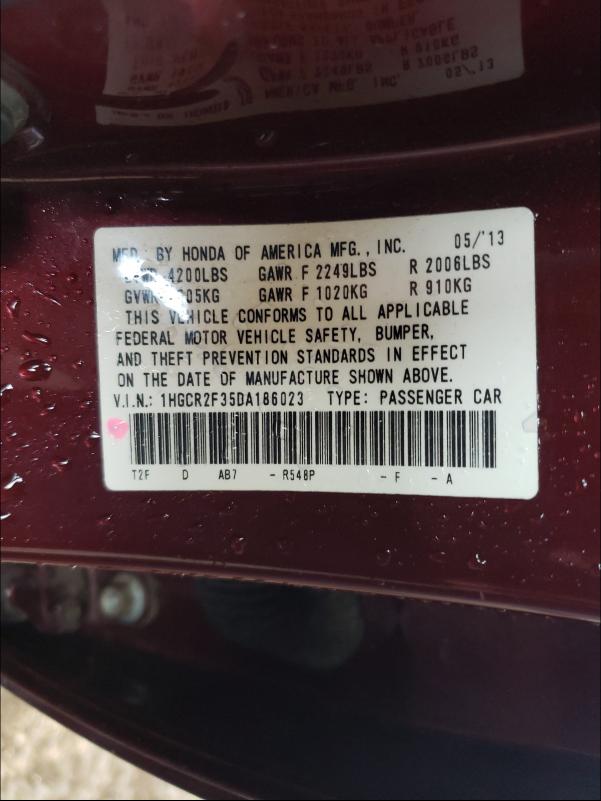 MFD. BY HONDA OF AMERICA MFG., INC. 05/'13
4200LBS GAWR F 2249LBS R 2006LBS
GAWR F 1020KG R 910KG
THIS VEHICLE CONFORMS TO ALL APPLICABLE
FEDERAL MOTOR VEHICLE SAFETY, BUMPER,
AND THEFT PREVENTION STANDARDS IN EFFECT
ON THE DATE OF MANUFACTURE SHOWN ABOVE.
V.I.N.: 1HGCR2F35DA186023 TYPE: PASSENGER CAR
T2F D AB7 - R548P - F - A